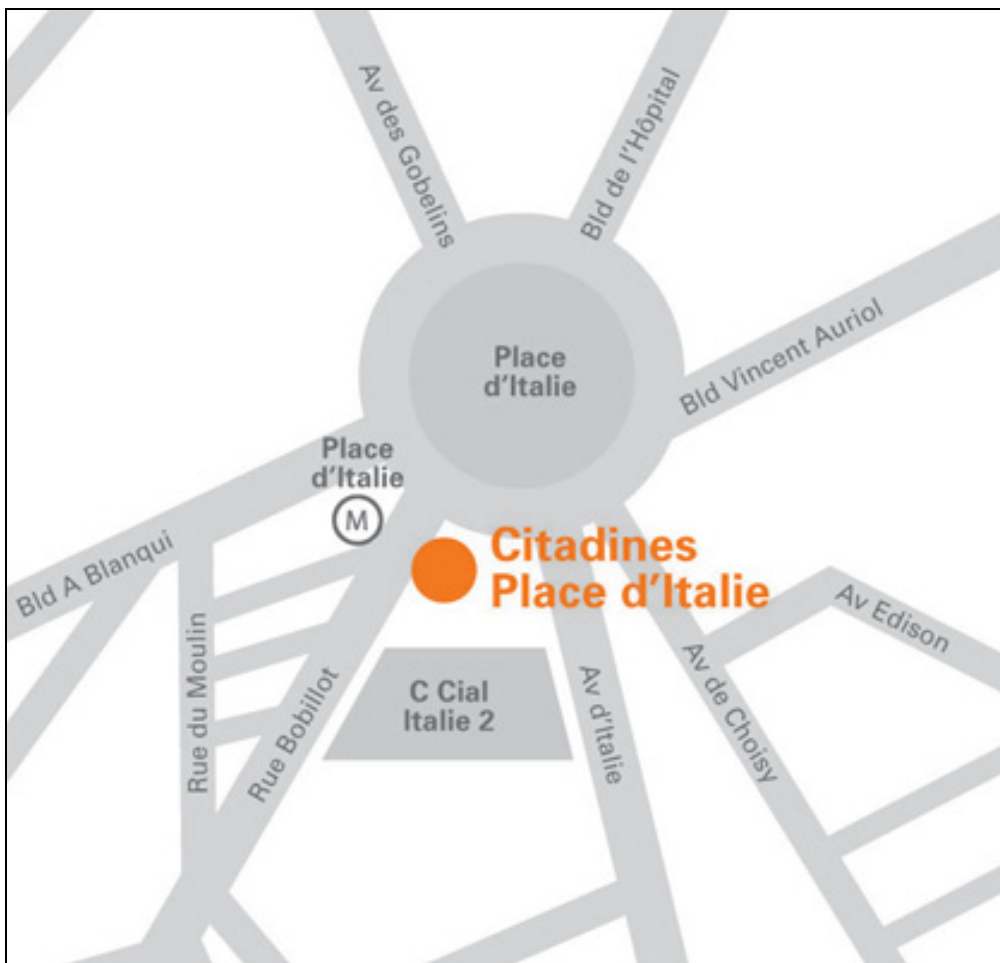 Av des Gobelins
Bld de l'Hôpital
Bld Vincent Auriol
Place
d'Italie
Place
d'Italie
M
Citadines
Place d'Italie
Bld A Blanqui
Av Edison
Rue du Moulin
Rue Bobillot
C Cial
Italie 2
Av d'Italie
Av de Choisy